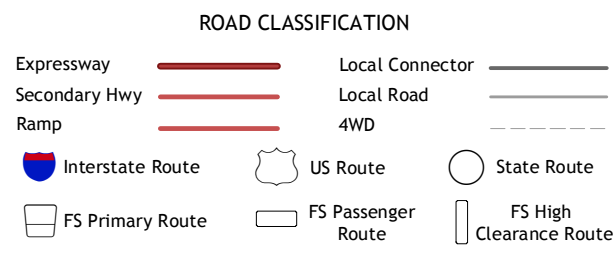 ROAD CLASSIFICATION
Expressway
Local Connector
Secondary Hwy
Local Road
Ramp
4WD
Interstate Route
US Route
State Route
FS Primary Route
FS Passenger
Route
FS High
Clearance Route